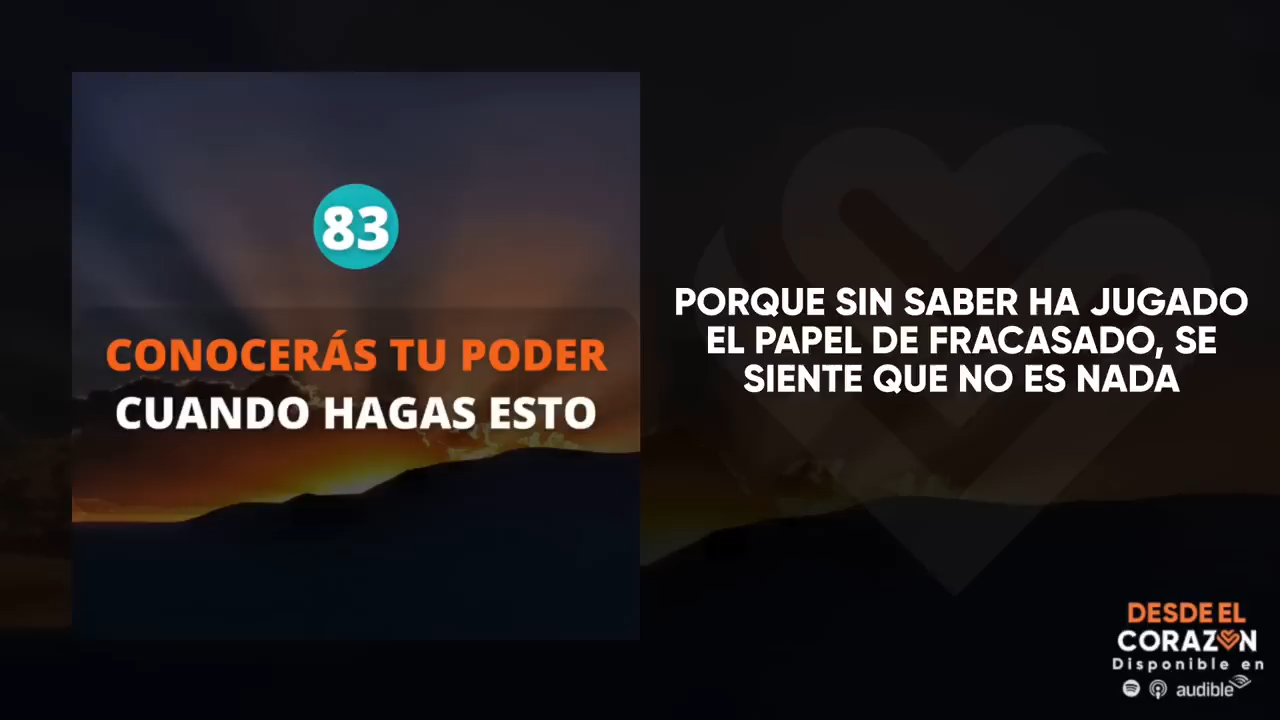 83
CONOCERÁS TU PODER
CUANDO HAGAS ESTO
PORQUE SIN SABER HA JUGADO
EL PAPEL DE FRACASADO, SE
SIENTE QUE NO ES NADA
DESDE EL
CORAZÓN
Disponible en
audible